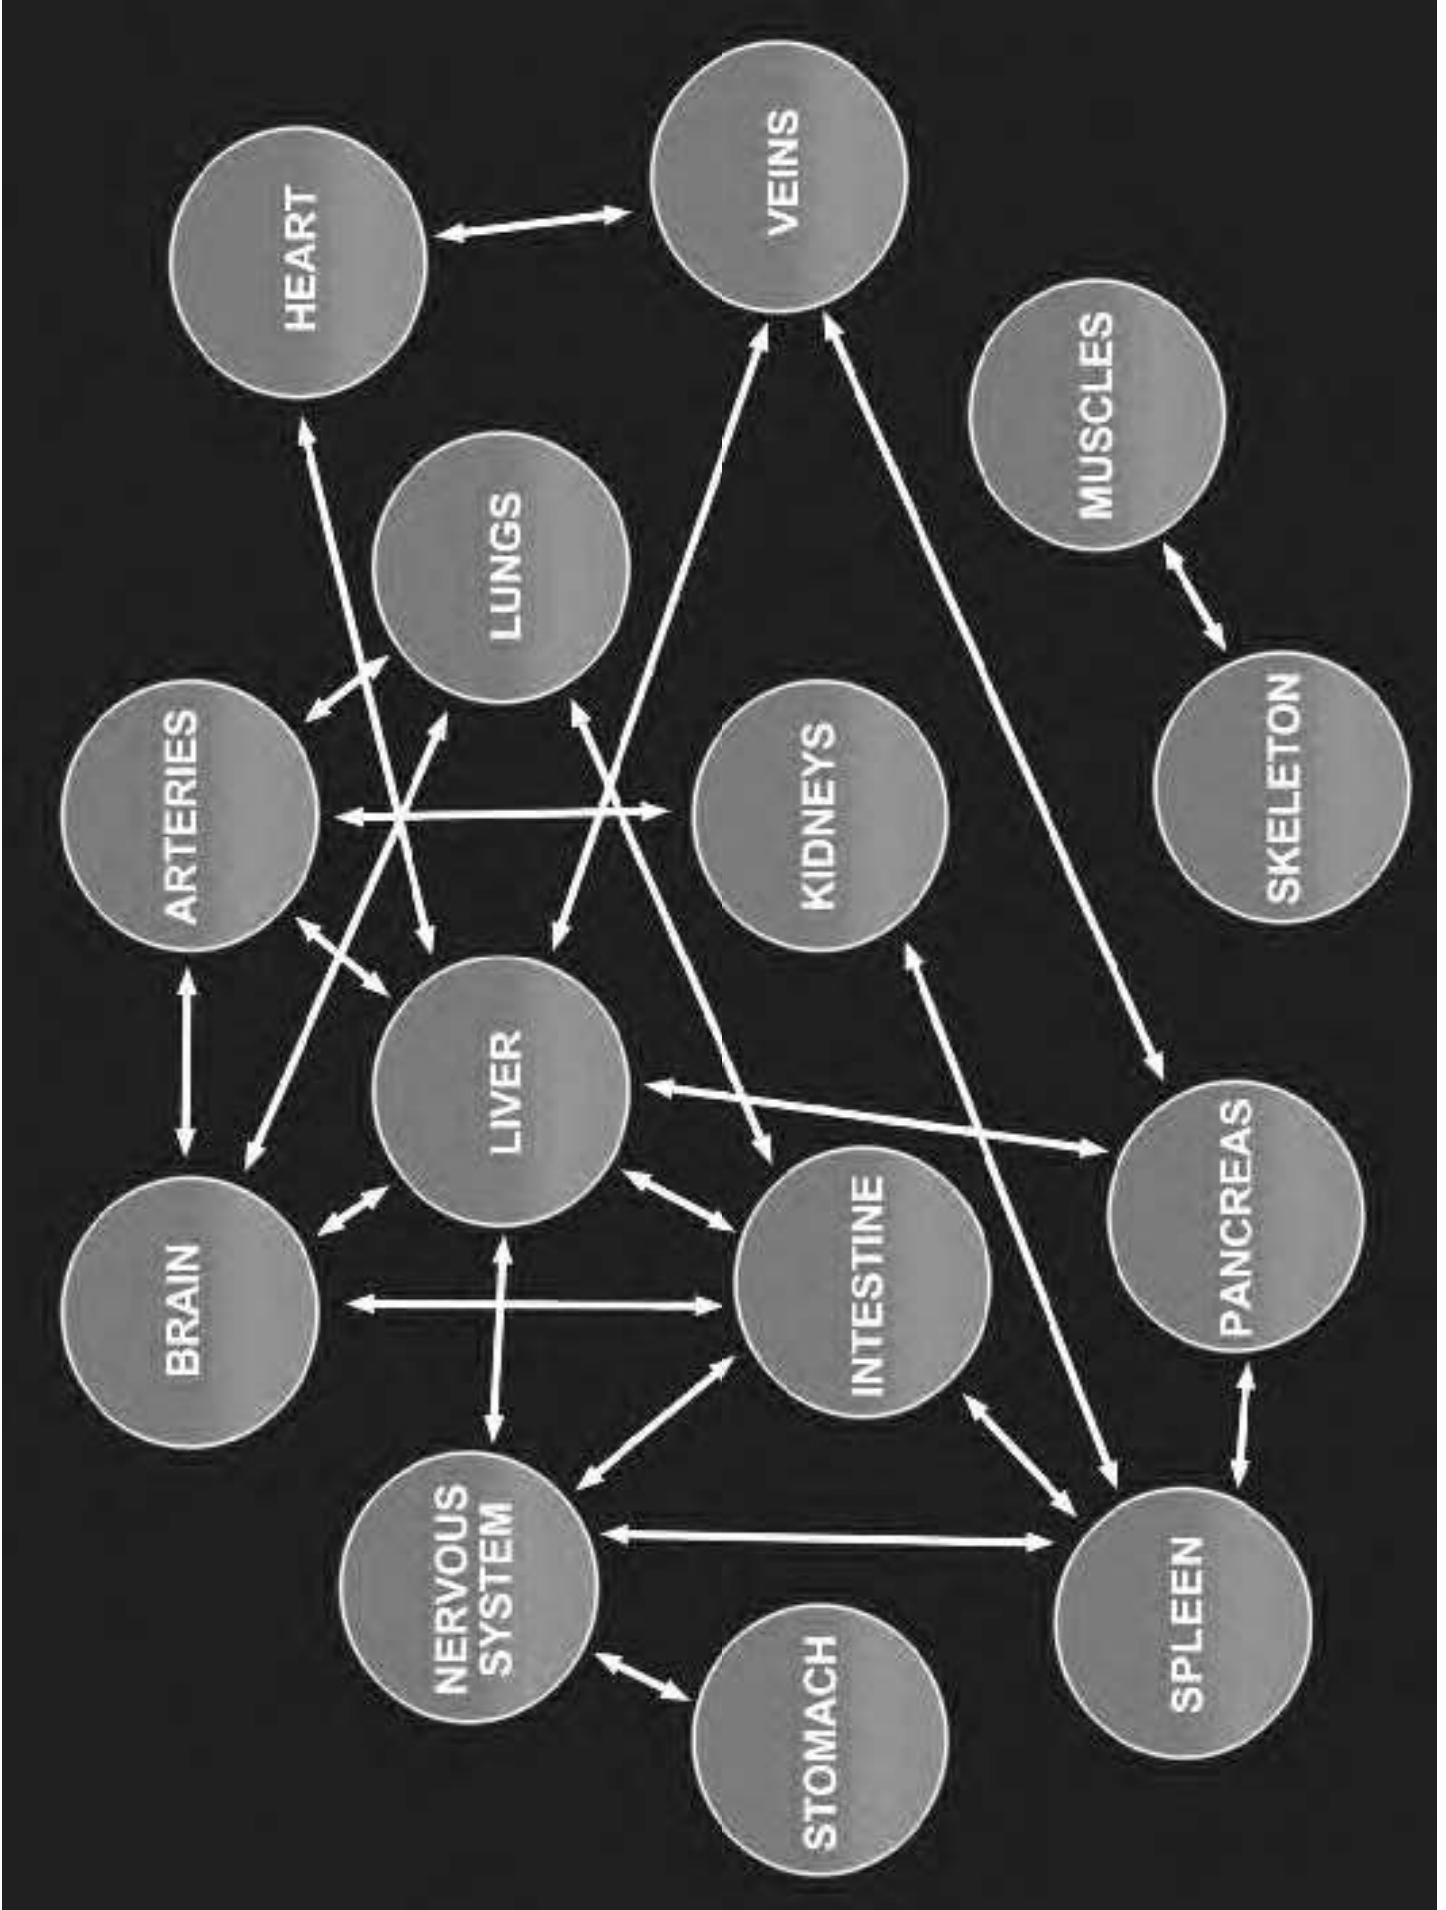 BRAIN
ARTERIES
HEART
NERVOUS
SYSTEM
LIVER
LUNGS
STOMACH
INTESTINE
KIDNEYS
VEINS
SPLEEN
PANCREAS
SKELETON
MUSCLES